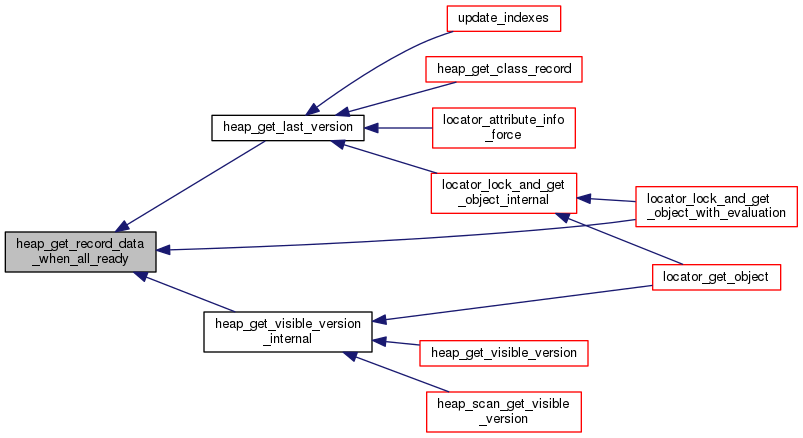 update_indexes
heap_get_class_record
heap_get_last_version
locator_attribute_info
_force
locator_lock_and_get
_object_internal
locator_lock_and_get
_object_with_evaluation
heap_get_record_data
_when_all_ready
locator_get_object
heap_get_visible_version
_internal
heap_get_visible_version
heap_scan_get_visible
_version